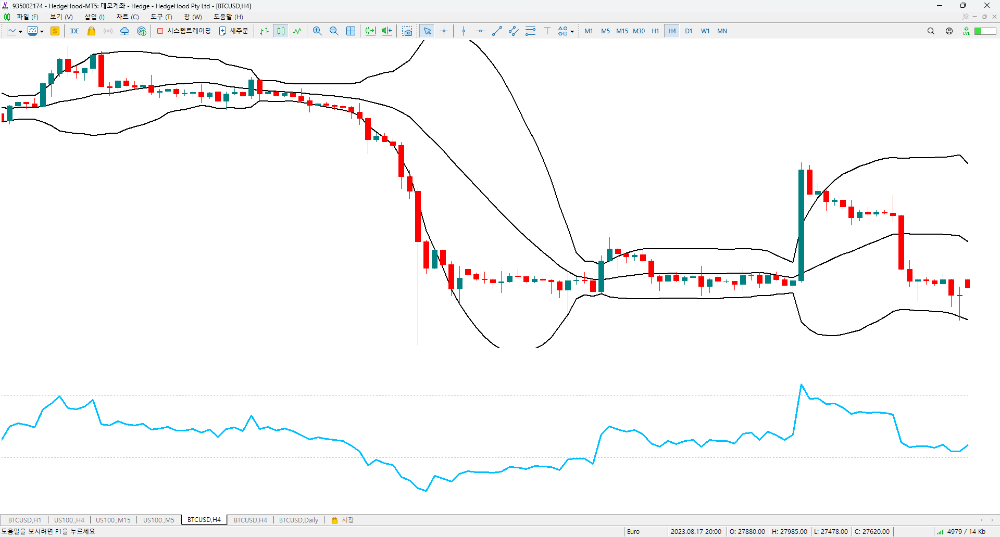 935002174 - HedgeHood-MT5: 데모계좌 - Hedge - HedgeHood Pty Ltd - [BTCUSD,H4]
파일 (F) 보기 (V) 삽입 (I) 차트 (C) 도구 (T) 창 (W) 도움말 (H)
IDE 시스템트레이딩 새주문 M1 M5 M15 M30 H1 H4 D1 W1 MN LVL
BTCUSD,H1 US100.,H4 US100.,M15 US100.,M5 BTCUSD,H4 BTCUSD,H4 BTCUSD,Daily 시장
도움말을 보시려면 F1을 누르세요 Euro 2023.08.17 20:00 O: 27880.00 H: 27985.00 L: 27478.00 C: 27620.00 4979 / 14 Kb